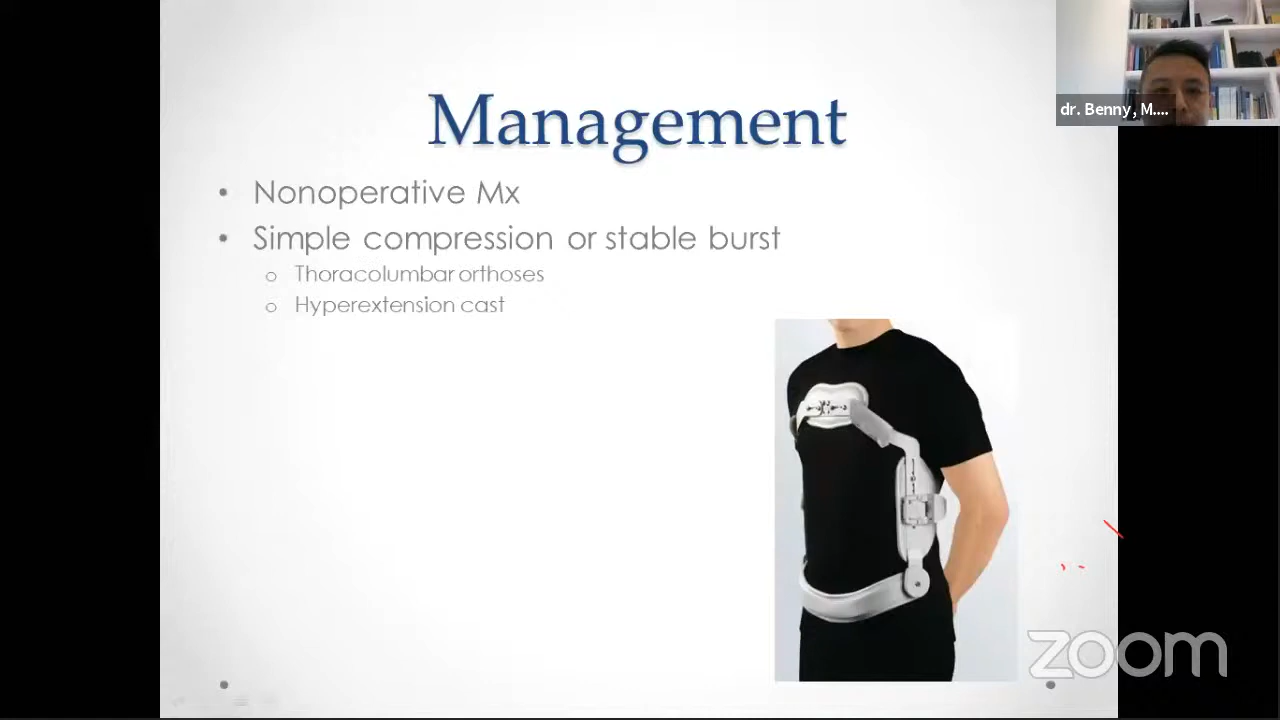 Management
dr. Benny, M....
• Nonoperative Mx
• Simple compression or stable burst
o Thoracolumbar orthoses
o Hyperextension cast
zoom